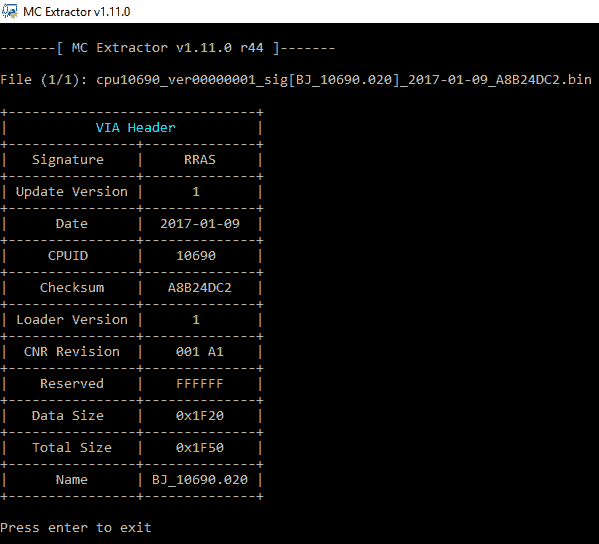 MC Extractor v1.11.0
-------[ MC Extractor v1.11.0 r44 ]-------
File (1/1): cpu10690_ver00000001_sig[BJ_10690.020]_2017-01-09_A8B24DC2.bin
+-------------------------------+
|           VIA Header          |
+----------------+--------------+
|   Signature    |     RRAS     |
+----------------+--------------+
| Update Version |      1       |
+----------------+--------------+
|      Date      |  2017-01-09  |
+----------------+--------------+
|     CPUID      |    10690     |
+----------------+--------------+
|    Checksum    |   A8B24DC2   |
+----------------+--------------+
| Loader Version |      1       |
+----------------+--------------+
|  CNR Revision  |    001 A1    |
+----------------+--------------+
|    Reserved    |    FFFFFF    |
+----------------+--------------+
|   Data Size    |    0x1F20    |
+----------------+--------------+
|   Total Size   |    0x1F50    |
+----------------+--------------+
|      Name      | BJ_10690.020 |
+----------------+--------------+
Press enter to exit